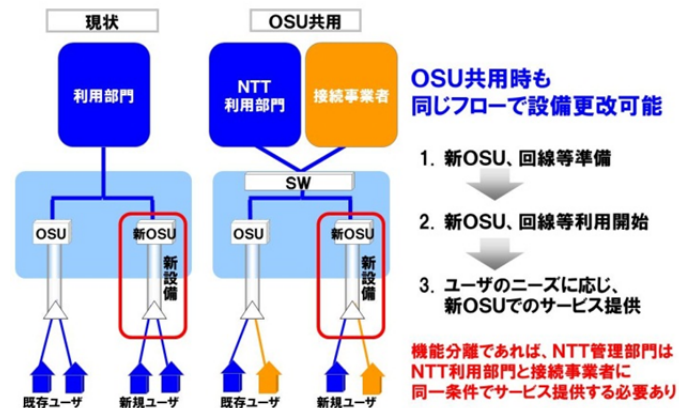 現状
OSU共用
利用部門
NTT
利用部門
接続事業者
SW
OSU
新OSU
新設備
OSU
新OSU
新設備
既存ユーザ
新規ユーザ
既存ユーザ
新規ユーザ
OSU共用時も
同じフローで設備更改可能
1. 新OSU、回線等準備
2. 新OSU、回線等利用開始
3. ユーザのニーズに応じ、
新OSUでのサービス提供
機能分離であれば、NTT管理部門は
NTT利用部門と接続事業者に
同一条件でサービス提供する必要あり